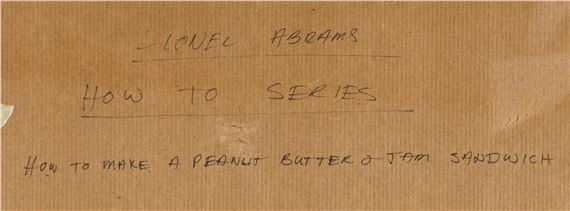 LIONEL ABRAMS
HOW TO SERIES
HOW TO MAKE A PEANUT BUTTER & JAM SANDWICH